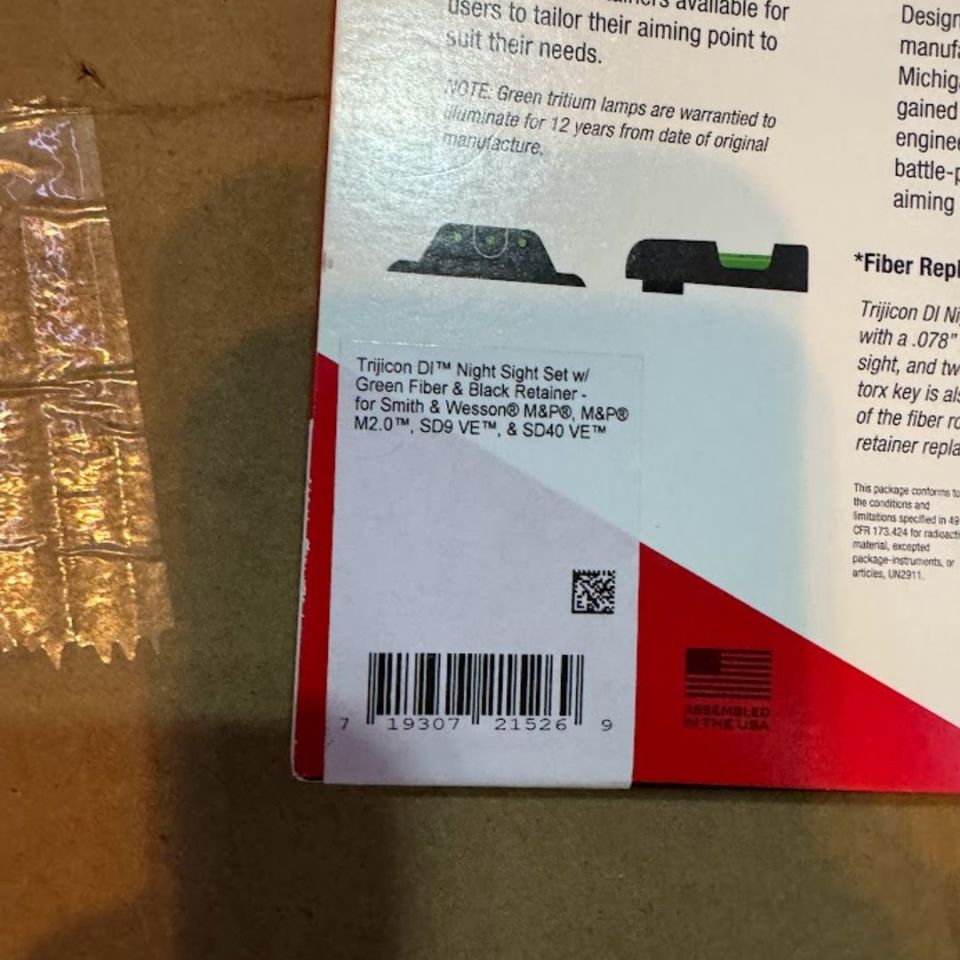 available for
users to tailor their aiming point to
suit their needs.
NOTE: Green tritium lamps are warrantied to
illuminate for 12 years from date of original
manufacture.
Trijicon DI™ Night Sight Set w/
Green Fiber & Black Retainer -
for Smith & Wesson® M&P®, M&P®
M2.0™, SD9 VE™, & SD40 VE™
7 19307 21526 9
ASSEMBLED
IN THE USA
Design
manufa
Michiga
gained
enginee
battle-p
aiming
*Fiber Repl
Trijicon DI Ni
with a .078"
sight, and tw
torx key is als
of the fiber ro
retainer repla
This package conforms to
the conditions and
limitations specified in 49
CFR 173.424 for radioacti
material, excepted
package-instruments, or
articles, UN2911.